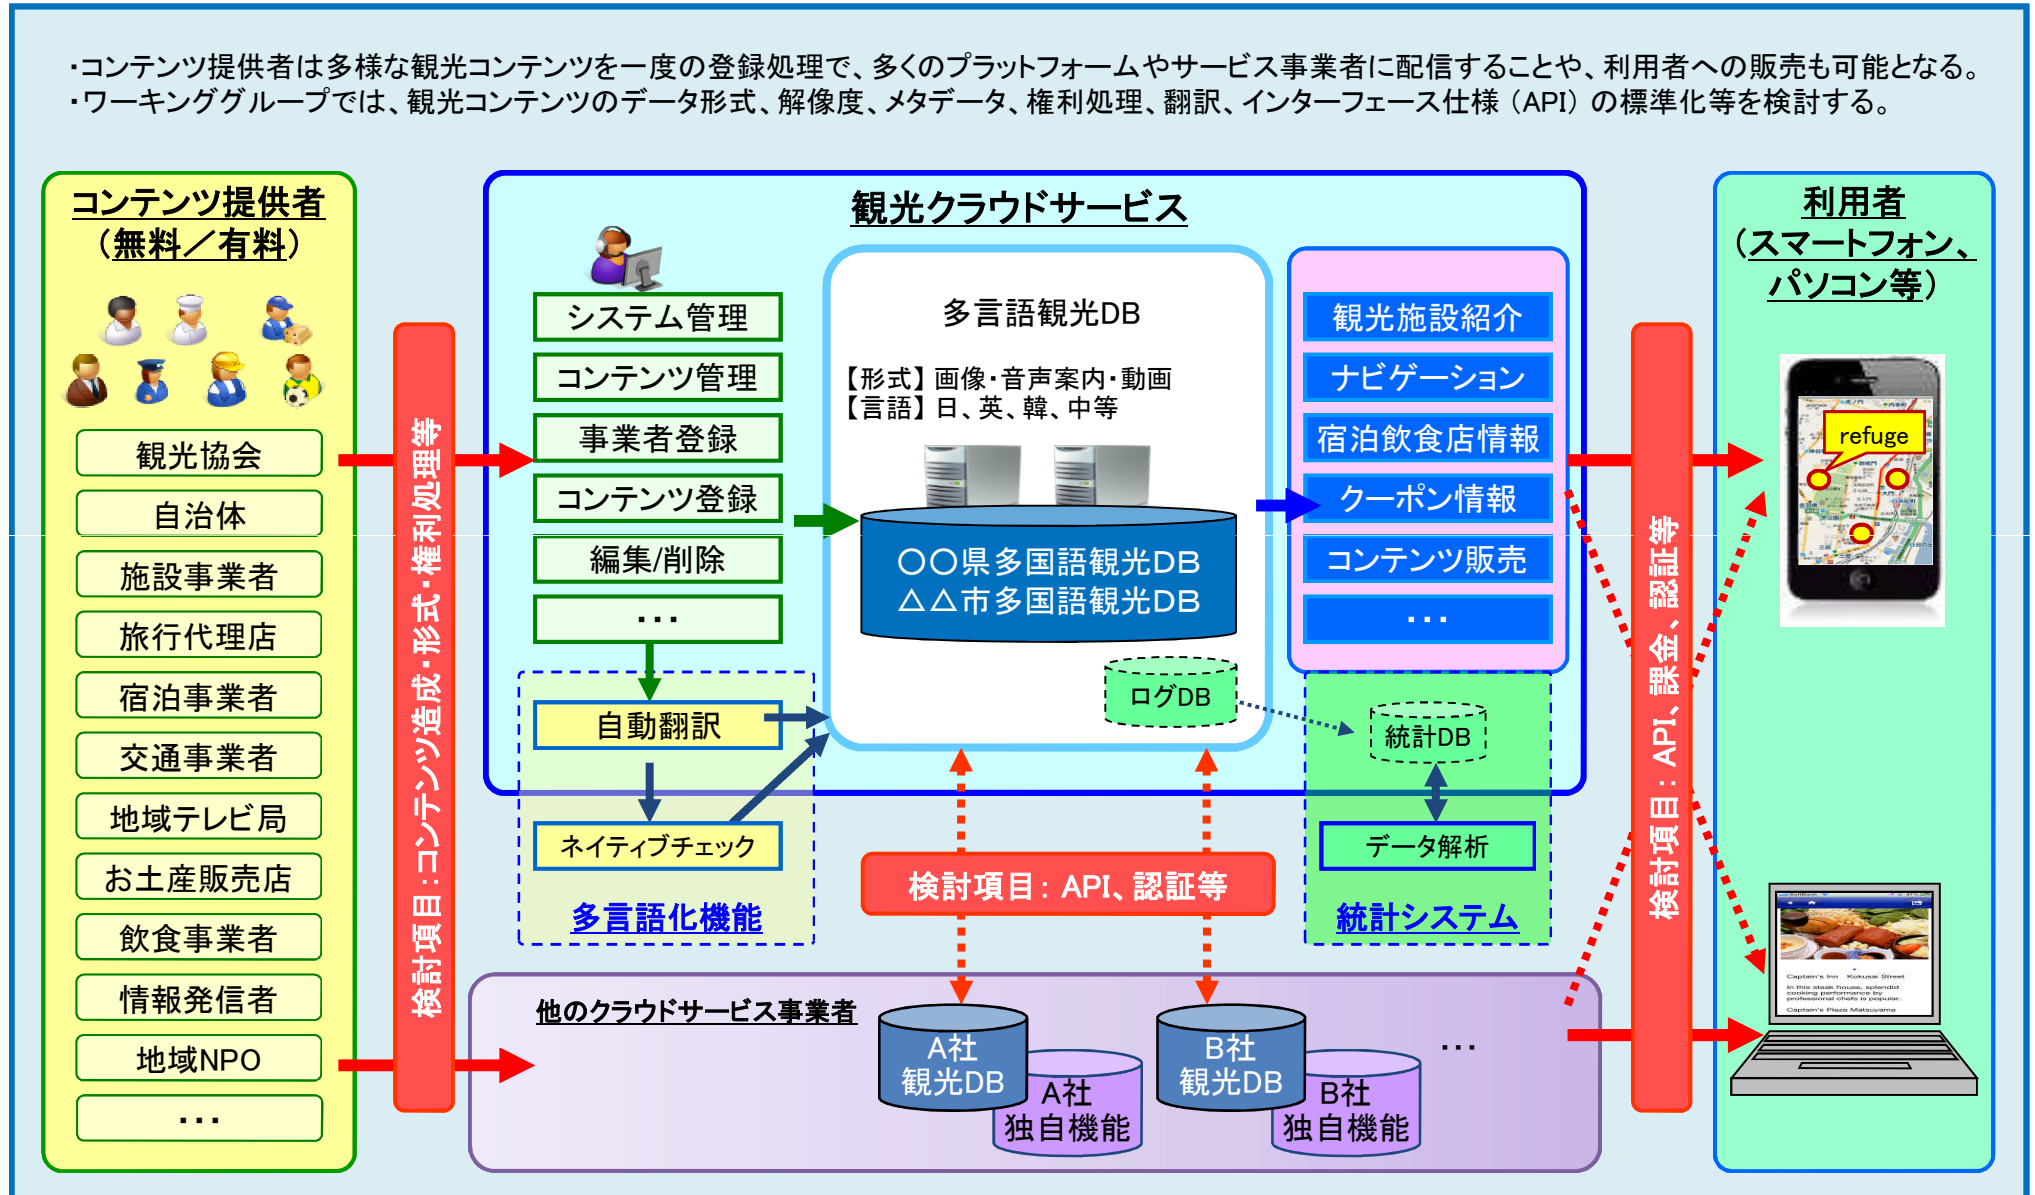 ・コンテンツ提供者は多様な観光コンテンツを一度の登録処理で、多くのプラットフォームやサービス事業者に配信することや、利用者への販売も可能となる。
・ワーキンググループでは、観光コンテンツのデータ形式、解像度、メタデータ、権利処理、翻訳、インターフェース仕様（API）の標準化等を検討する。
コンテンツ提供者
（無料／有料）
観光協会
自治体
施設事業者
旅行代理店
宿泊事業者
交通事業者
地域テレビ局
お土産販売店
飲食事業者
情報発信者
地域NPO
・・・
検討項目：コンテンツ造成・形式・権利処理等
観光クラウドサービス
システム管理
コンテンツ管理
事業者登録
コンテンツ登録
編集/削除
・・・
自動翻訳
ネイティブチェック
多言語化機能
多言語観光DB
【形式】画像・音声案内・動画
【言語】日、英、韓、中等
〇〇県多国語観光DB
△△市多国語観光DB
ログDB
観光施設紹介
ナビゲーション
宿泊飲食店情報
クーポン情報
コンテンツ販売
・・・
統計DB
データ解析
統計システム
検討項目：API、認証等
他のクラウドサービス事業者
A社
観光DB
A社
独自機能
B社
観光DB
B社
独自機能
・・・
検討項目：API、課金、認証等
利用者
（スマートフォン、
パソコン等）
refuge
Captain's Inn Kokusai Street
In this steak house, splendid
cooking performance by
professional chefs is popular.
Captain's Plaza Matsuyama